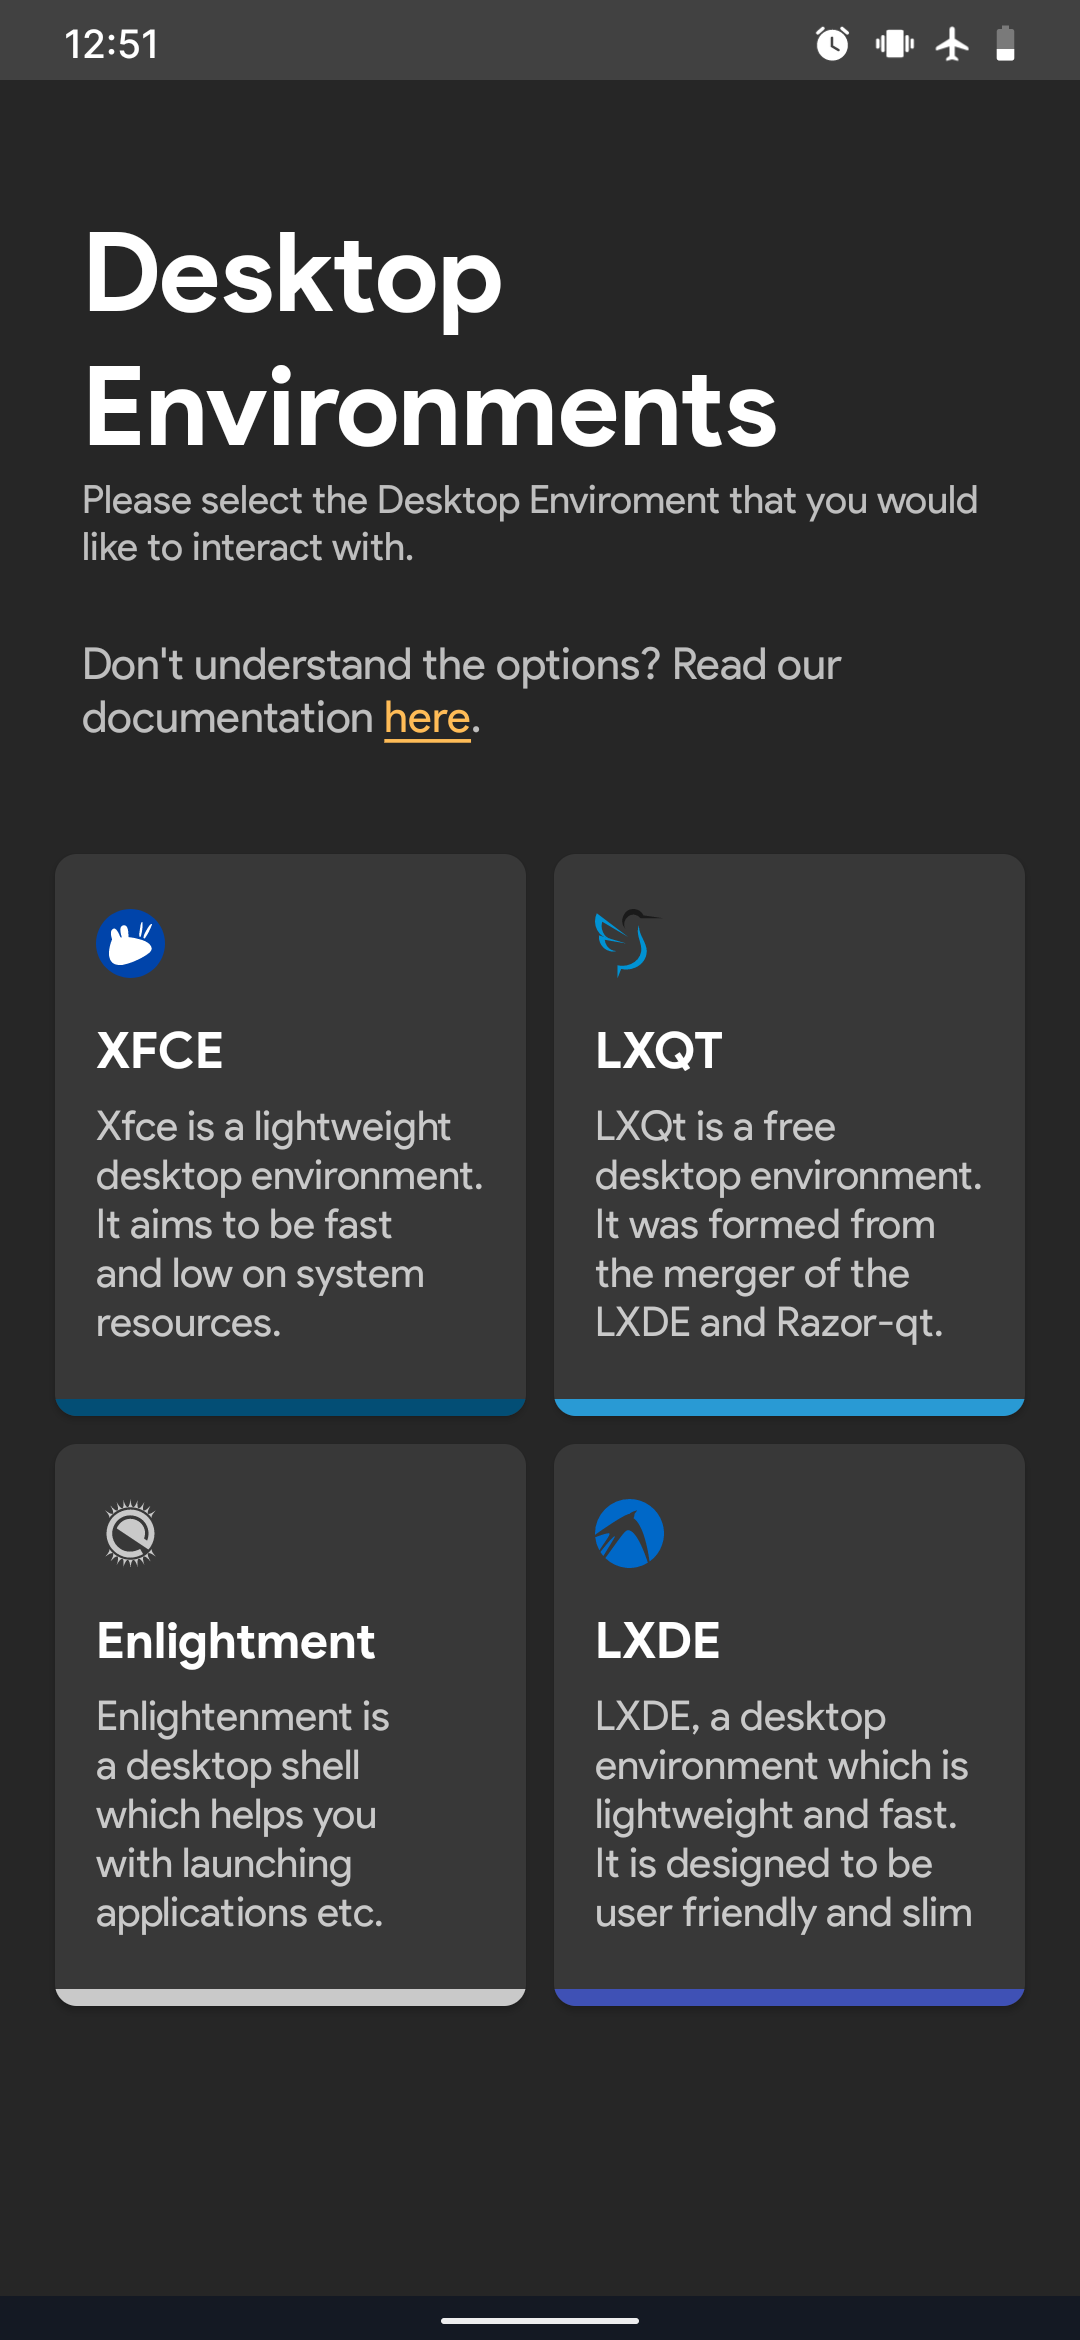 12:51
Desktop
Environments
Please select the Desktop Enviroment that you would
like to interact with.
Don't understand the options? Read our
documentation here.
XFCE
Xfce is a lightweight
desktop environment.
It aims to be fast
and low on system
resources.
LXQT
LXQt is a free
desktop environment.
It was formed from
the merger of the
LXDE and Razor-qt.
Enlightment
Enlightenment is
a desktop shell
which helps you
with launching
applications etc.
LXDE
LXDE, a desktop
environment which is
lightweight and fast.
It is designed to be
user friendly and slim